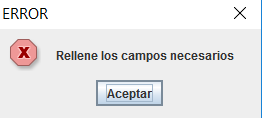 ERROR
Rellene los campos necesarios
Aceptar